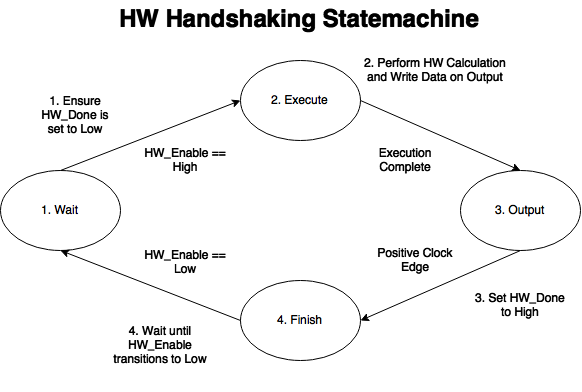 HW Handshaking Statemachine
2. Perform HW Calculation
and Write Data on Output
1. Ensure
HW_Done is
set to Low
2. Execute
HW_Enable ==
High
Execution
Complete
1. Wait
3. Output
HW_Enable ==
Low
Positive Clock
Edge
3. Set HW_Done
to High
4. Finish
4. Wait until
HW_Enable
transitions to Low